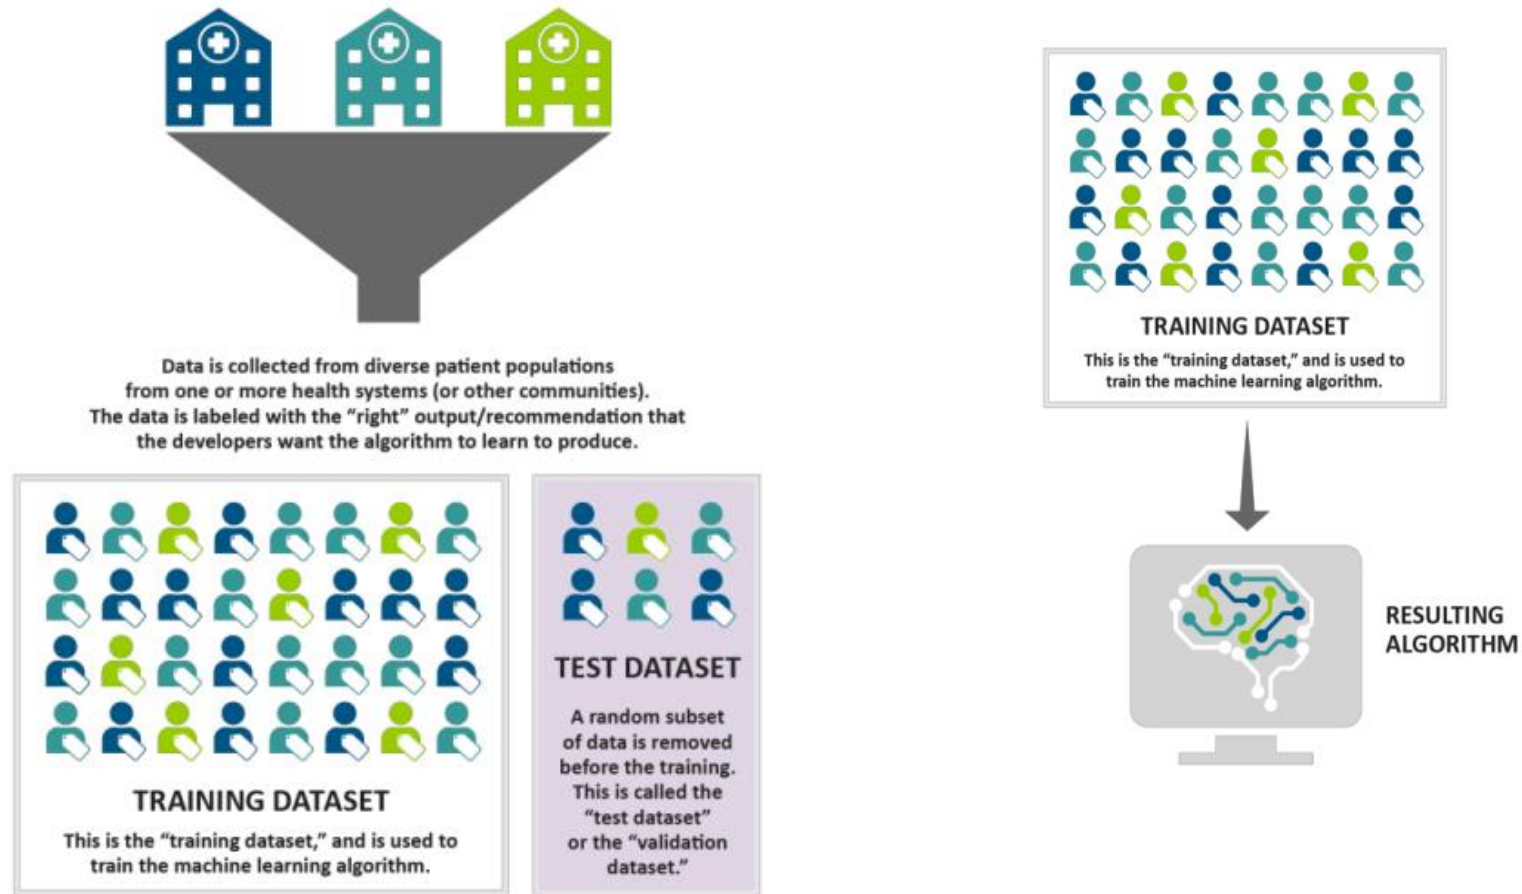 Data is collected from diverse patient populations
from one or more health systems (or other communities).
The data is labeled with the “right” output/recommendation that
the developers want the algorithm to learn to produce.
TRAINING DATASET
This is the “training dataset,” and is used to
train the machine learning algorithm.
TEST DATASET
A random subset
of data is removed
before the training.
This is called the
“test dataset”
or the “validation
dataset.”
TRAINING DATASET
This is the “training dataset,” and is used to
train the machine learning algorithm.
RESULTING
ALGORITHM